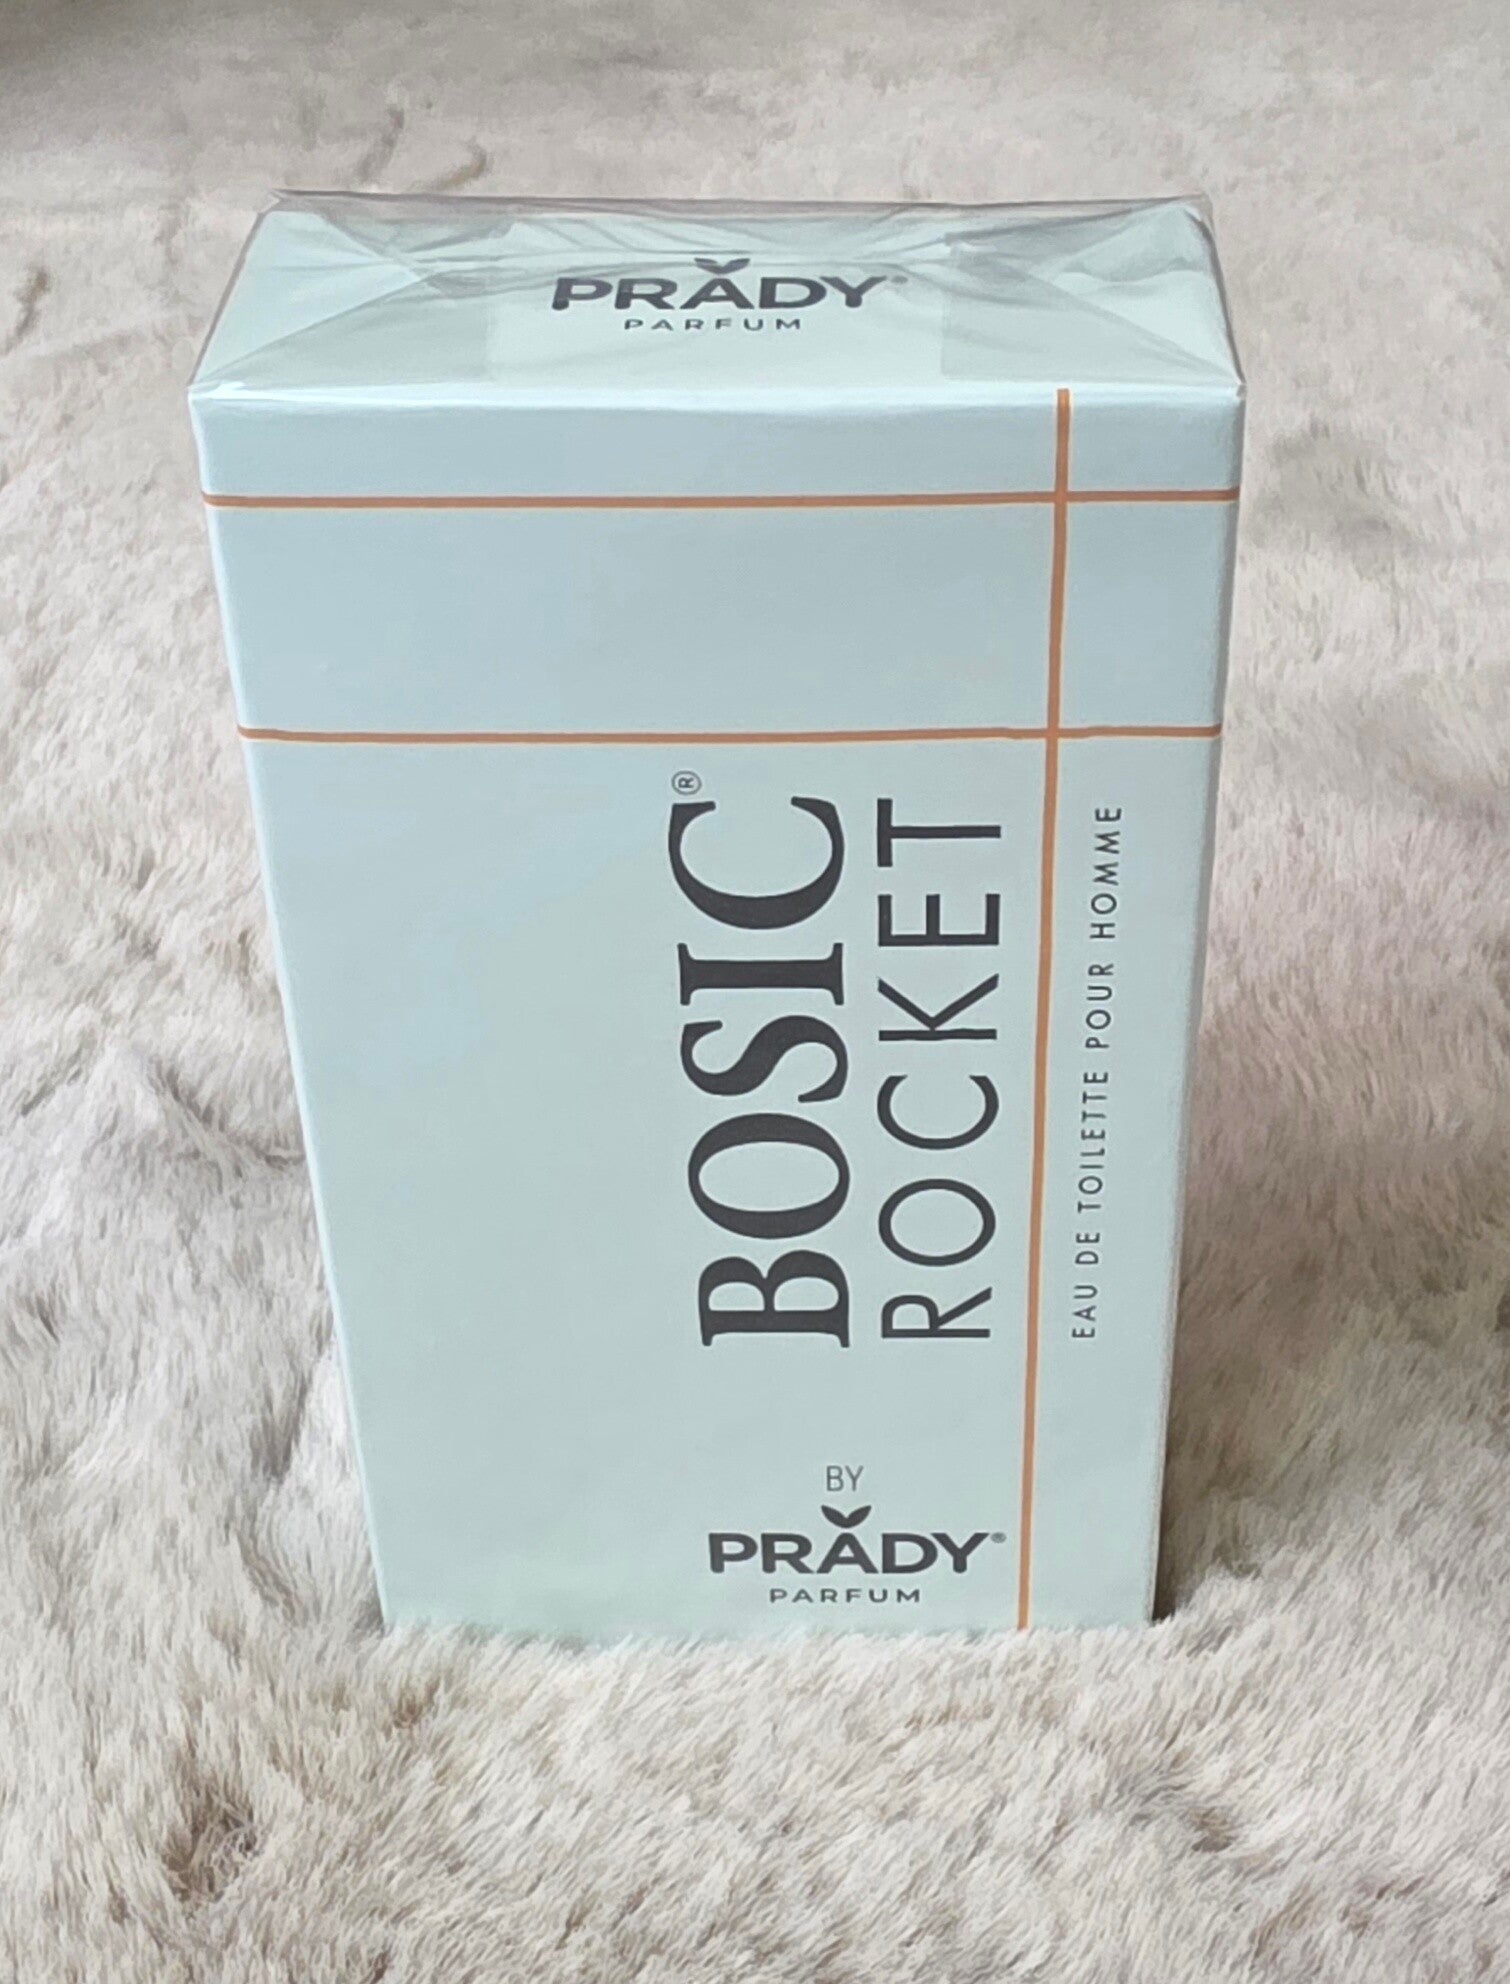 PRADY®
PARFUM
BOSIC®
ROCKET
EAU DE TOILETTE POUR HOMME
BY
PRADY®
PARFUM